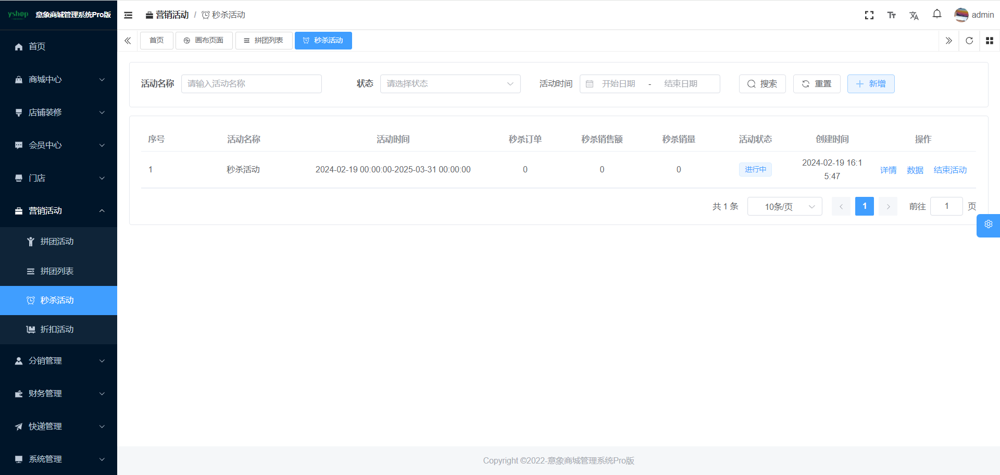 yshop 意象商城管理系统Pro版
营销活动 / 秒杀活动
admin
首页 画布页面 拼团列表 秒杀活动
首页
商城中心
店铺装修
会员中心
门店
营销活动
拼团活动
拼团列表
秒杀活动
折扣活动
分销管理
财务管理
快递管理
系统管理
活动名称 请输入活动名称 状态 请选择状态 活动时间 开始日期 - 结束日期 搜索 重置 新增
序号 活动名称 活动时间 秒杀订单 秒杀销售额 秒杀销量 活动状态 创建时间 操作
1 秒杀活动 2024-02-19 00:00:00-2025-03-31 00:00:00 0 0 0 进行中 2024-02-19 16:1
5:47 详情 数据 结束活动
共 1 条 10条/页 1 前往 1 页
Copyright ©2022-意象商城管理系统Pro版